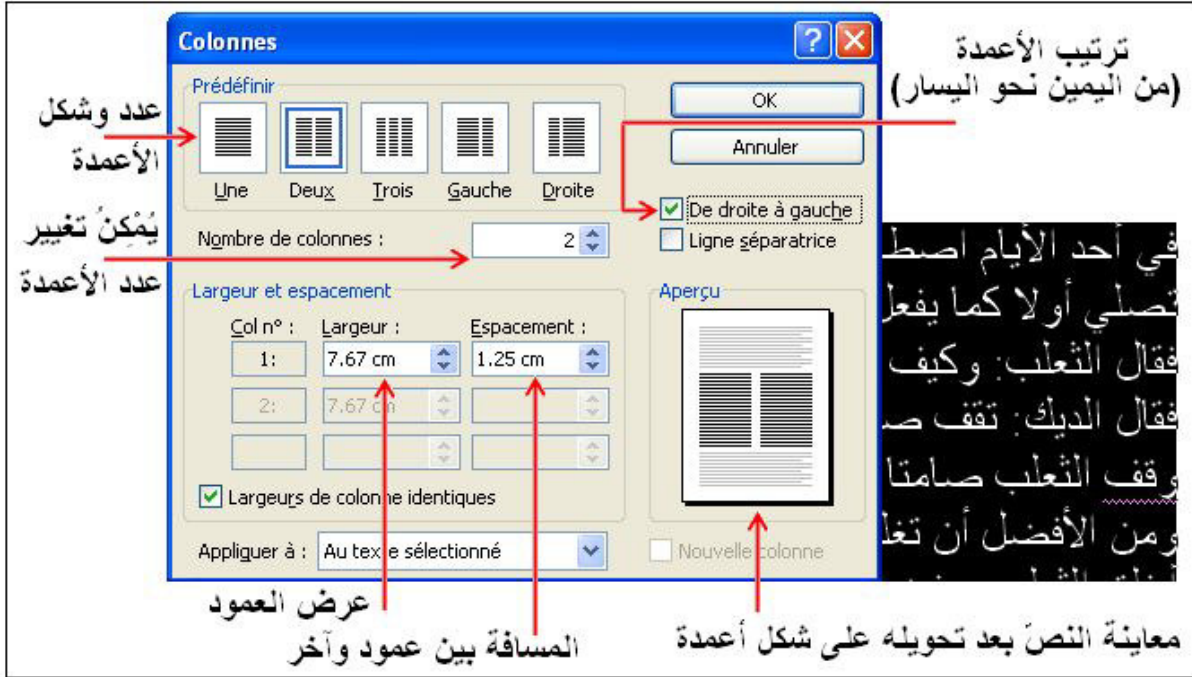 Colonnes
ترتيب الأعمدة
(من اليمين نحو اليسار)
Prédéfinir
عدد وشكل
الأعمدة
Une
Deux
Trois
Gauche
Droite
OK
Annuler
De droite à gauche
Ligne séparatrice
يُمْكِنُ تغيير
عدد الأعمدة
Nombre de colonnes :
2
Largeur et espacement
Col n° :
Largeur :
Espacement :
1:
7.67 cm
1.25 cm
2:
7.67 cm
Largeurs de colonne identiques
Appliquer à :
Au texte sélectionné
Aperçu
Nouvelle colonne
في أحد الأيام اصط
تصلي أولا كما يفعل
فقال الثعلب: وكيف
فقال الديك: تقف ص
وقف الثعلب صامتا
ومن الأفضل أن تغل
عرض العمود
المسافة بين عمود وآخر
معاينة النصّ بعد تحويله على شكل أعمدة